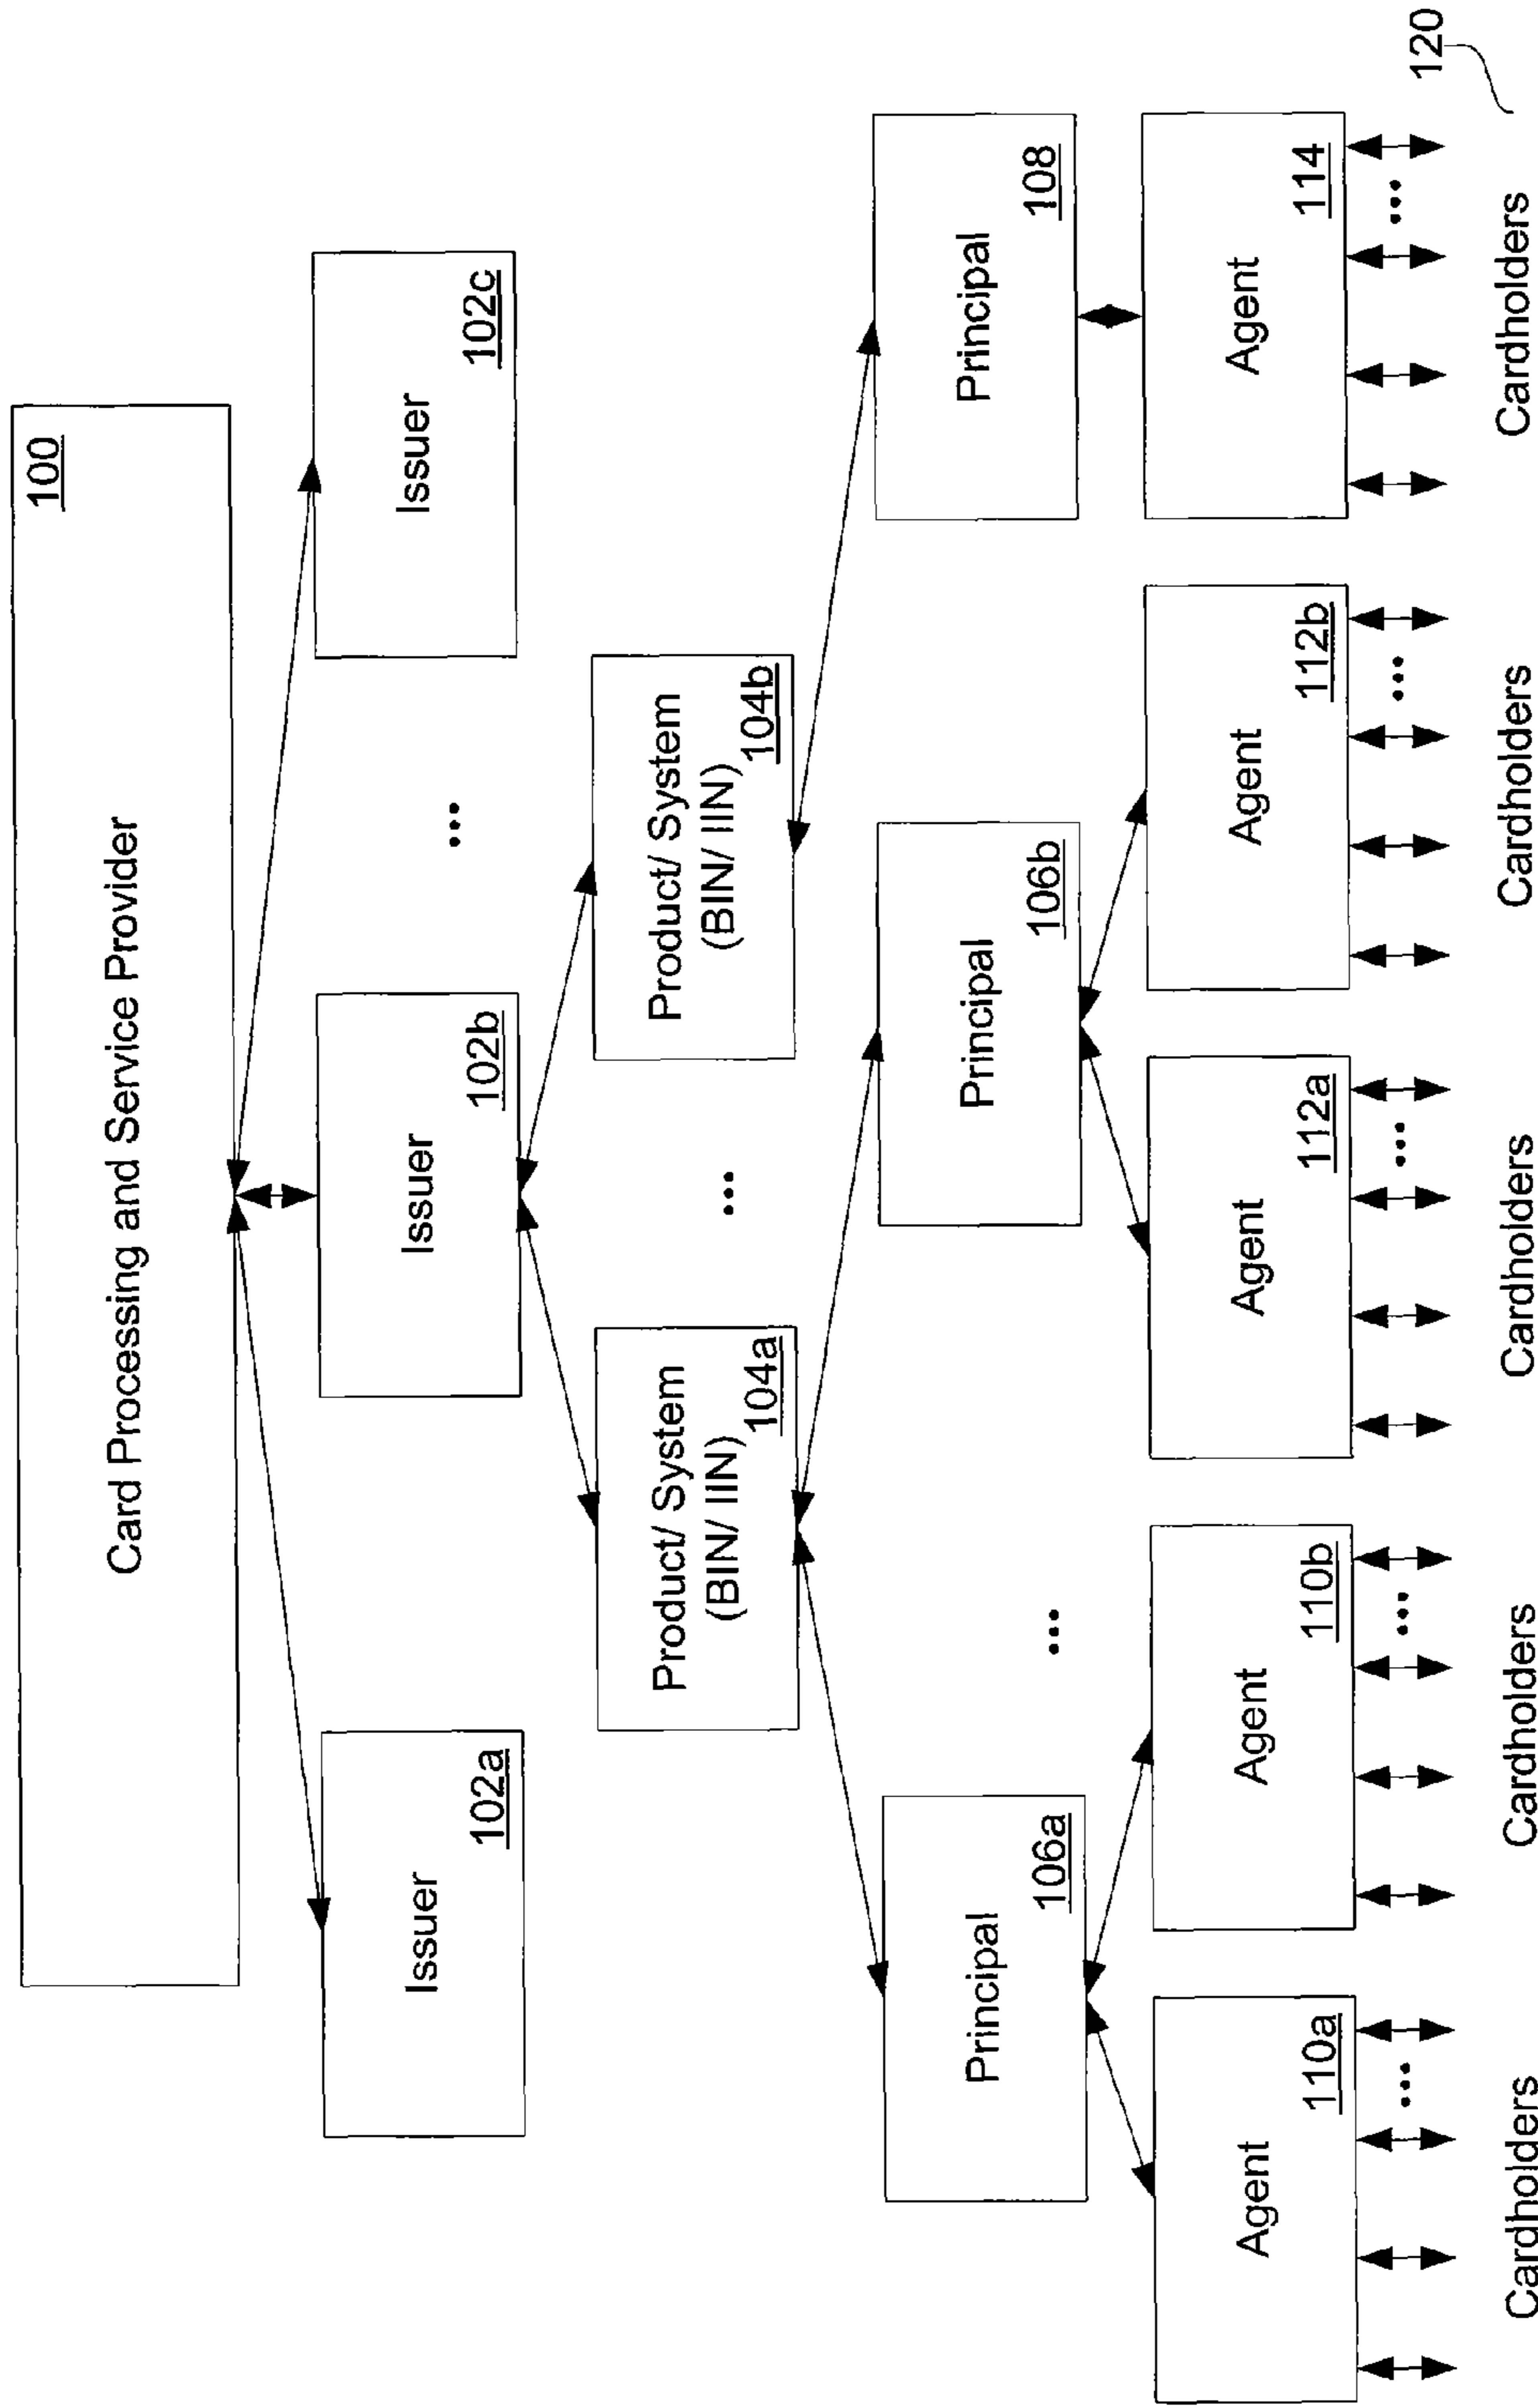 Card Processing and Service Provider
100
Issuer
102a
Issuer
102b
...
Issuer
102c
Product/ System
(BIN/ IIN)
104a
...
Product/ System
(BIN/ IIN)
104b
Principal
106a
...
Principal
106b
Principal
108
Agent
110a
Agent
110b
Agent
112a
Agent
112b
Agent
114
...
...
...
...
...
120
Cardholders
Cardholders
Cardholders
Cardholders
Cardholders